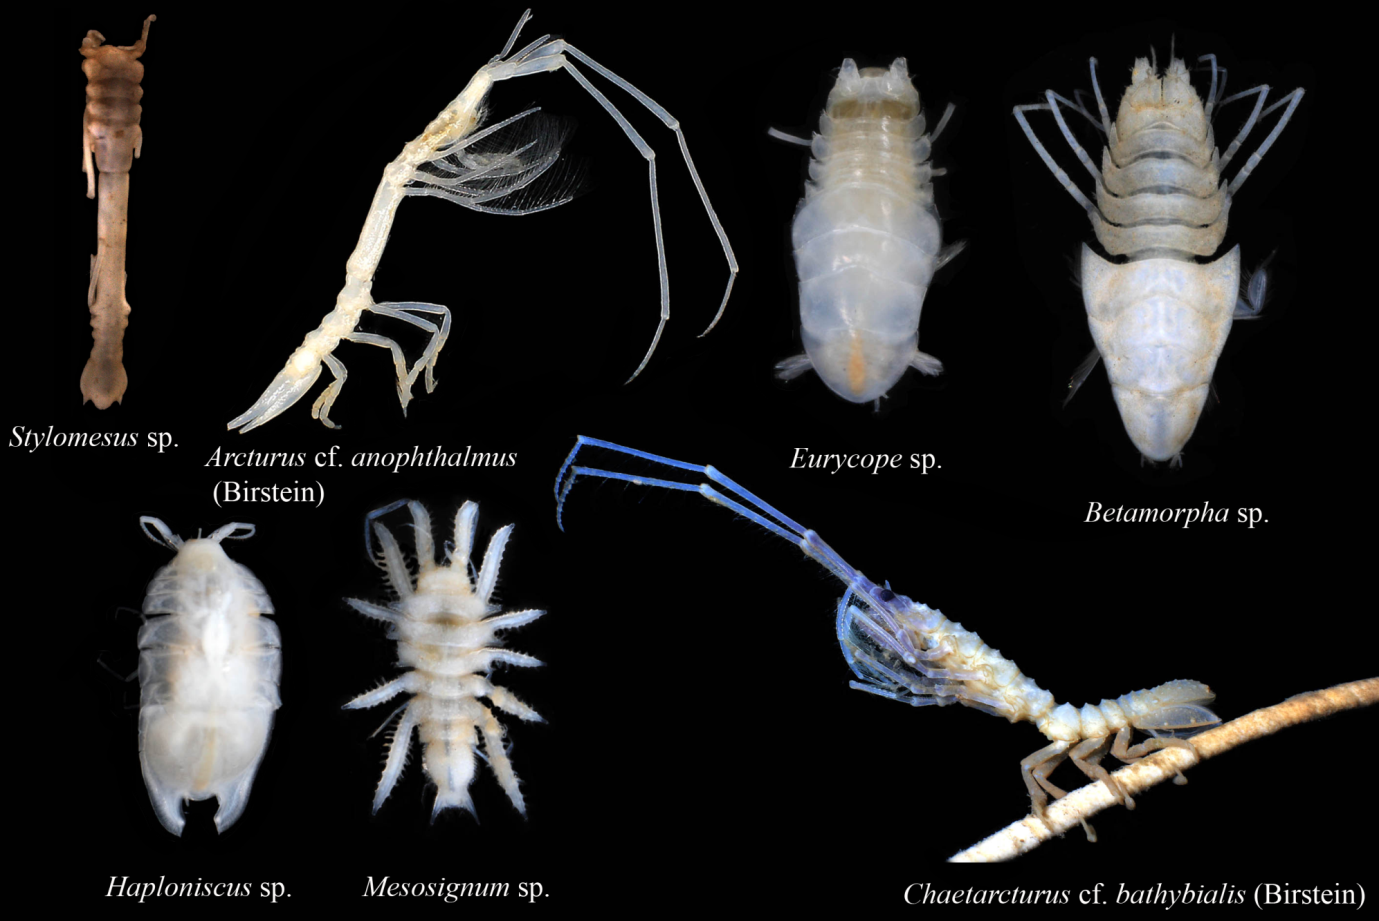 Stylomesus sp.
Arcturus cf. anophthalmus
(Birstein)
Eurycope sp.
Betamorpha sp.
Haploniscus sp.
Mesosignum sp.
Chaetarcturus cf. bathybialis (Birstein)